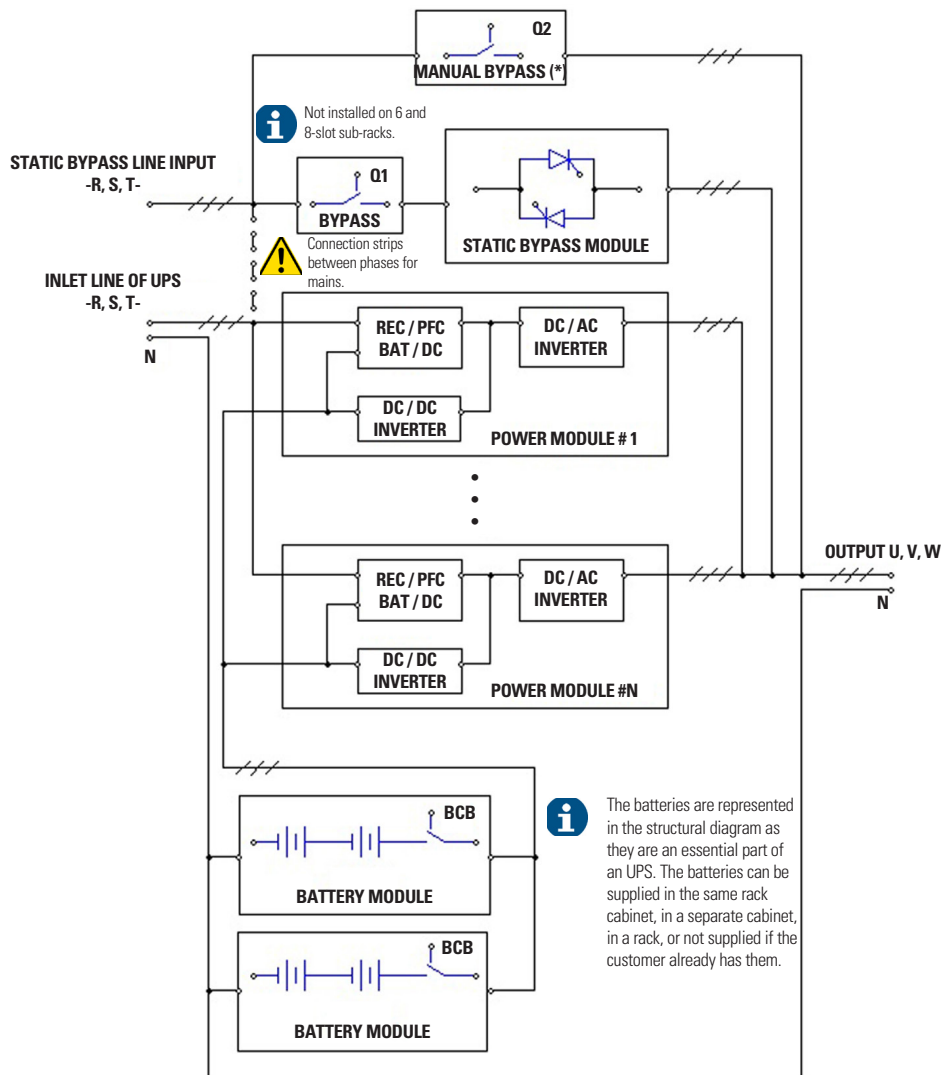 Q2
MANUAL BYPASS (*)
Not installed on 6 and
8-slot sub-racks.
STATIC BYPASS LINE INPUT
-R, S, T-
Q1
BYPASS
STATIC BYPASS MODULE
Connection strips
between phases for
mains.
INLET LINE OF UPS
-R, S, T-
N
REC / PFC
BAT / DC
DC / AC
INVERTER
DC / DC
INVERTER
POWER MODULE # 1
REC / PFC
BAT / DC
DC / AC
INVERTER
DC / DC
INVERTER
POWER MODULE #N
OUTPUT U, V, W
N
BCB
BATTERY MODULE
BCB
BATTERY MODULE
The batteries are represented
in the structural diagram as
they are an essential part of
an UPS. The batteries can be
supplied in the same rack
cabinet, in a separate cabinet,
in a rack, or not supplied if the
customer already has them.